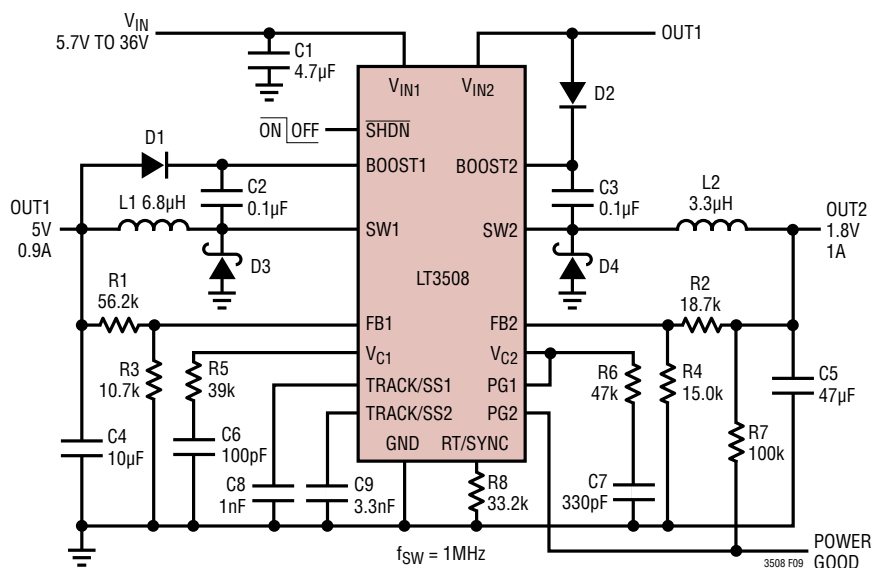 V_IN
5.7V TO 36V
C1
4.7µF
OUT1
V_IN1
V_IN2
D2
ON OFF
SHDN
D1
BOOST1
BOOST2
C2
0.1µF
C3
0.1µF
L1 6.8µH
L2
3.3µH
OUT1
5V
0.9A
SW1
SW2
OUT2
1.8V
1A
D3
LT3508
D4
R1
56.2k
R2
18.7k
FB1
FB2
R3
10.7k
R5
39k
V_C1
V_C2
R6
47k
R4
15.0k
C5
47µF
TRACK/SS1
PG1
TRACK/SS2
PG2
R7
100k
C4
10µF
C6
100pF
GND
RT/SYNC
C8
1nF
C9
3.3nF
R8
33.2k
C7
330pF
f_SW = 1MHz
POWER
GOOD
3508 F09